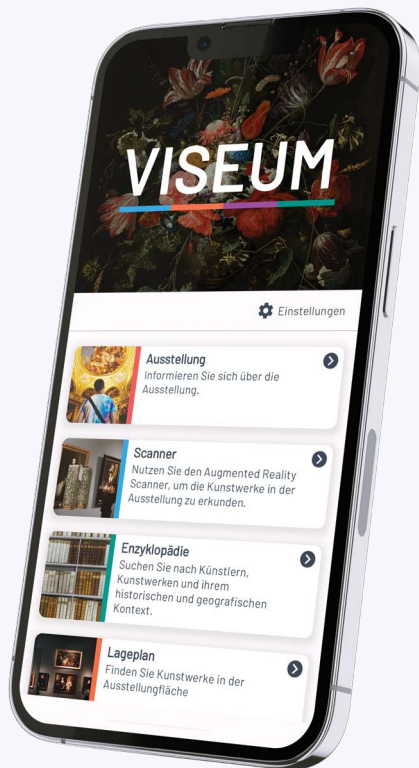 VISEUM
Einstellungen
Ausstellung
Informieren Sie sich über die
Ausstellung.
Scanner
Nutzen Sie den Augmented Reality
Scanner, um die Kunstwerke in der
Ausstellung zu erkunden.
Enzyklopädie
Suchen Sie nach Künstlern,
Kunstwerken und ihrem
historischen und geografischen
Kontext.
Lageplan
Finden Sie Kunstwerke in der
Ausstellungfläche